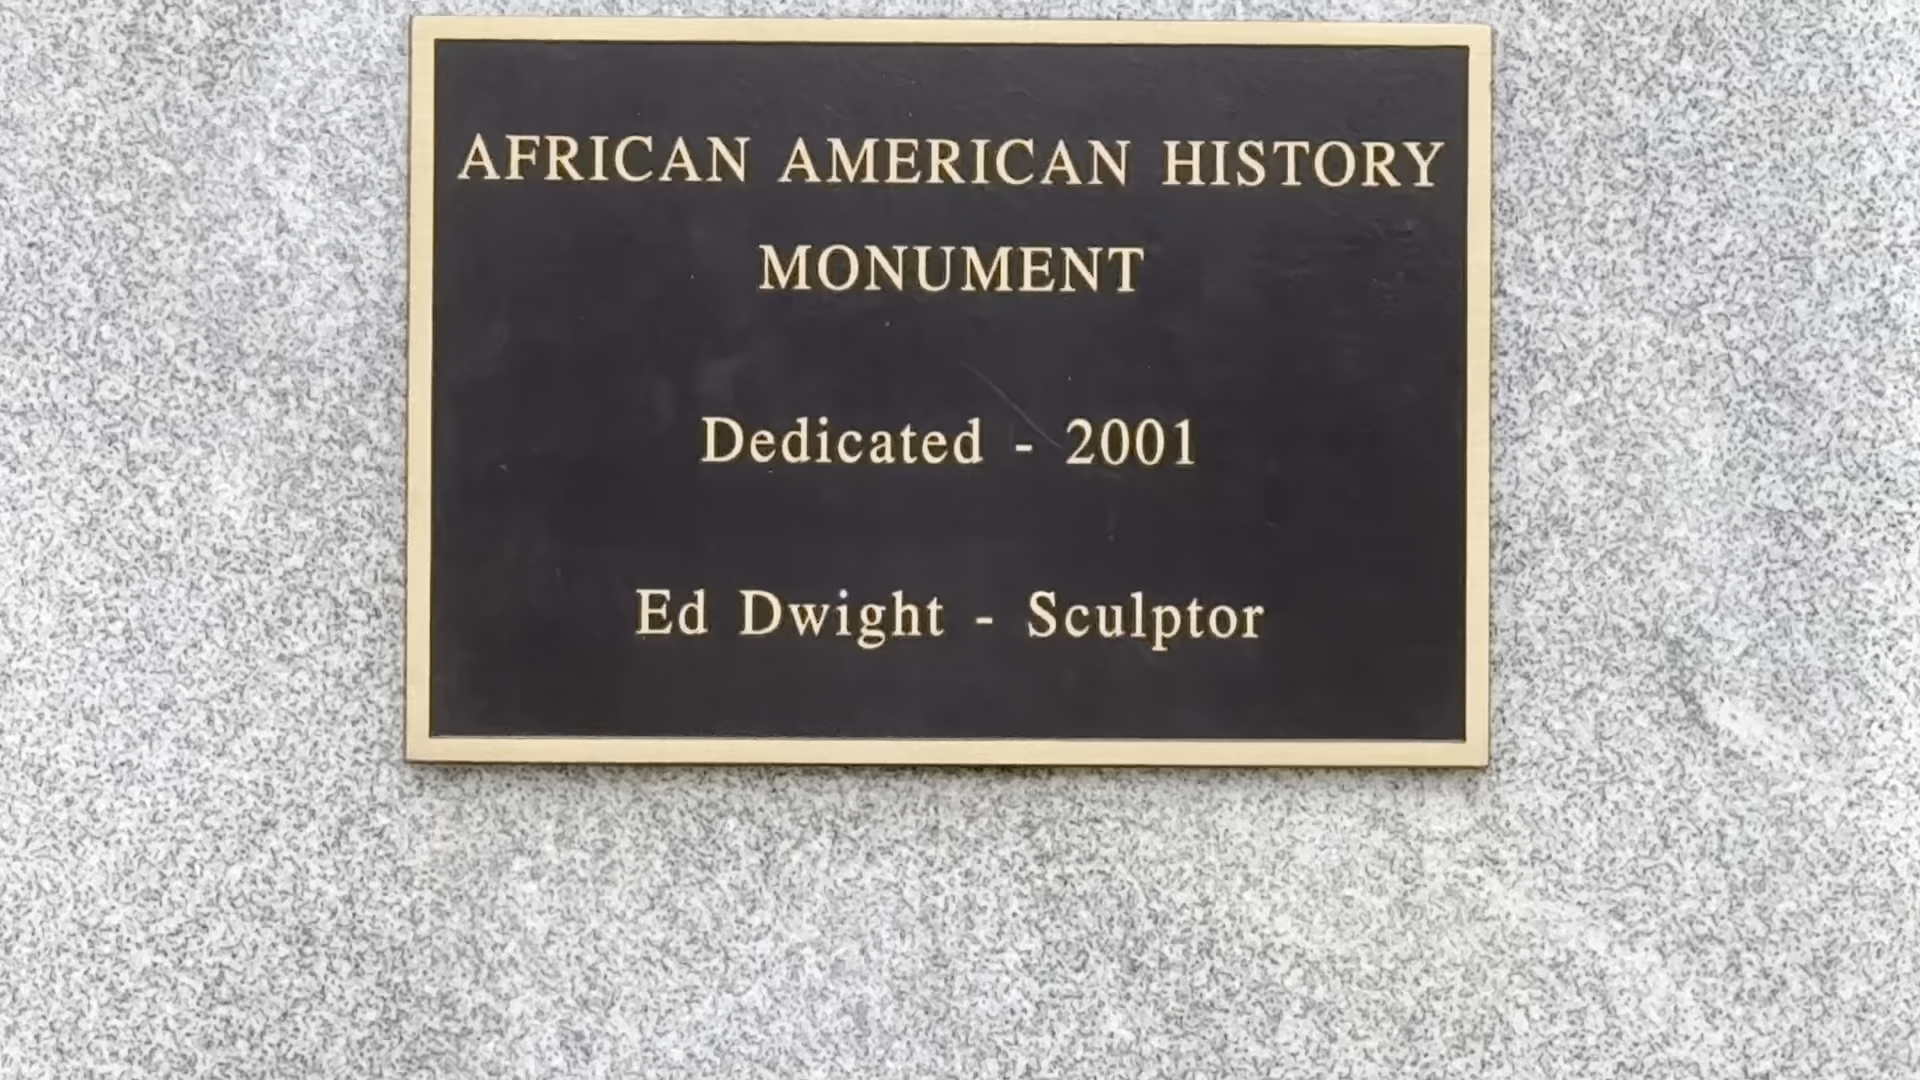 AFRICAN AMERICAN HISTORY
MONUMENT
Dedicated - 2001
Ed Dwight - Sculptor